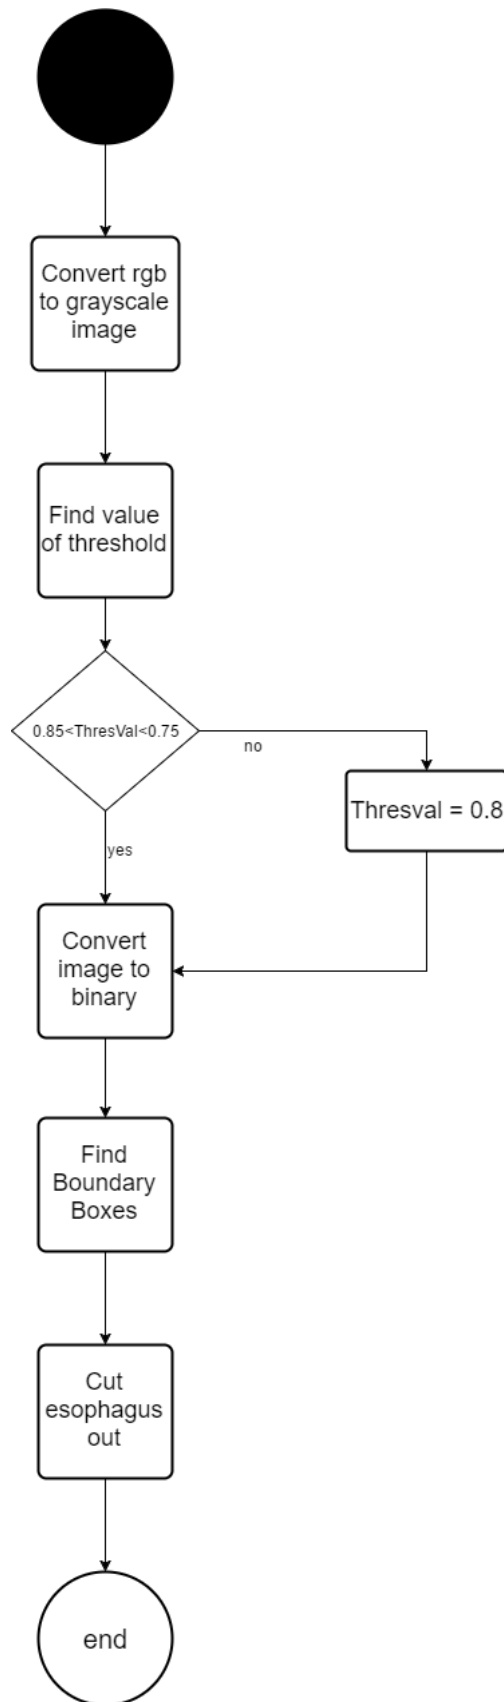 Convert rgb
to grayscale
image
Find value
of threshold
0.85<ThresVal<0.75
no
Thresval = 0.8
yes
Convert
image to
binary
Find
Boundary
Boxes
Cut
esophagus
out
end